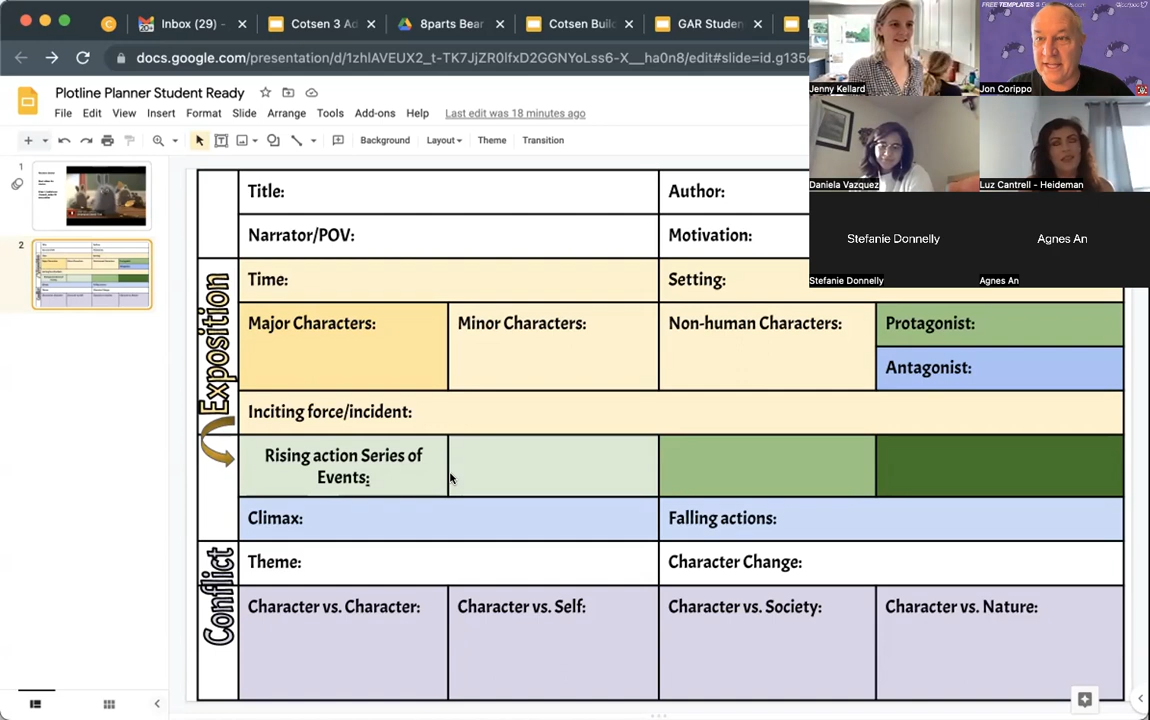 Inbox (29) -
Cotsen 3 Ad
8parts Bear
Cotsen Buil
GAR Studen
docs.google.com/presentation/d/1zhlAVEUX2_t-TK7JjZR0lfxD2GGNYoLss6-X__ha0n8/edit#slide=id.g135
Plotline Planner Student Ready
File Edit View Insert Format Slide Arrange Tools Add-ons Help Last edit was 18 minutes ago
Background Layout Theme Transition
FREE TEMPLATES
Jenny Kellard
Jon Corippo
Daniela Vazquez
Luz Cantrell - Heideman
Stefanie Donnelly
Agnes An
Stefanie Donnelly
Agnes An
1
2
Title:
Author:
Narrator/POV:
Motivation:
Exposition
Time:
Setting:
Major Characters:
Minor Characters:
Non-human Characters:
Protagonist:
Antagonist:
Inciting force/incident:
Rising action Series of
Events:
Climax:
Falling actions:
Conflict
Theme:
Character Change:
Character vs. Character:
Character vs. Self:
Character vs. Society:
Character vs. Nature: